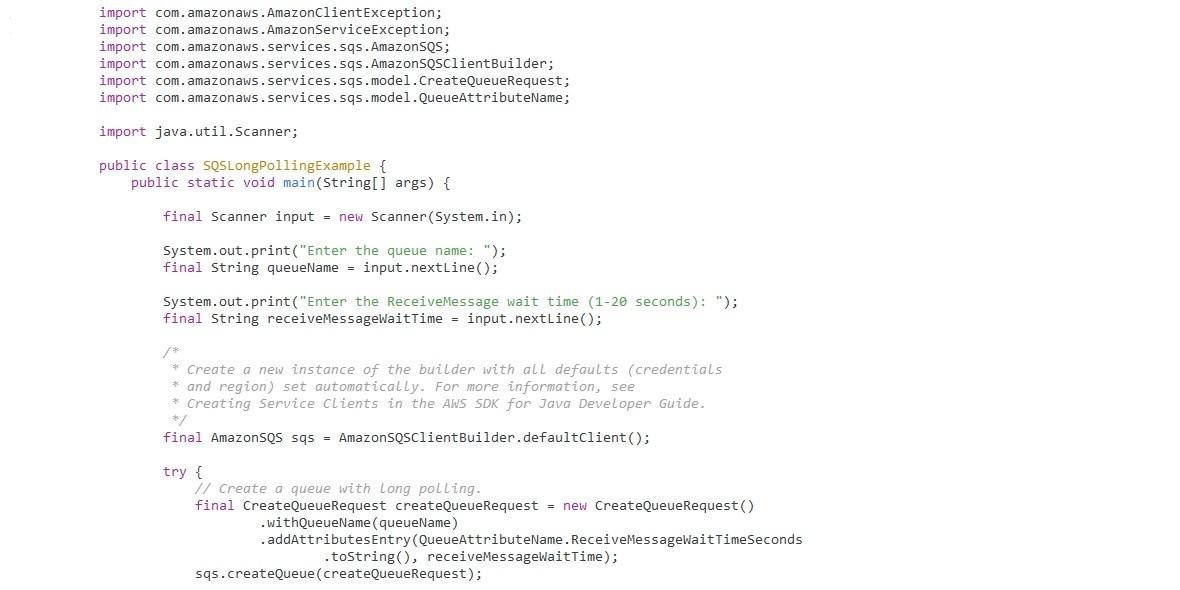 import com.amazonaws.AmazonClientException;
import com.amazonaws.AmazonServiceException;
import com.amazonaws.services.sqs.AmazonSQS;
import com.amazonaws.services.sqs.AmazonSQSClientBuilder;
import com.amazonaws.services.sqs.model.CreateQueueRequest;
import com.amazonaws.services.sqs.model.QueueAttributeName;

import java.util.Scanner;

public class SQSLongPollingExample {
    public static void main(String[] args) {

        final Scanner input = new Scanner(System.in);

        System.out.print("Enter the queue name: ");
        final String queueName = input.nextLine();

        System.out.print("Enter the ReceiveMessage wait time (1-20 seconds): ");
        final String receiveMessageWaitTime = input.nextLine();

        /*
         * Create a new instance of the builder with all defaults (credentials
         * and region) set automatically. For more information, see
         * Creating Service Clients in the AWS SDK for Java Developer Guide.
         */
        final AmazonSQS sqs = AmazonSQSClientBuilder.defaultClient();

        try {
            // Create a queue with long polling.
            final CreateQueueRequest createQueueRequest = new CreateQueueRequest()
                    .withQueueName(queueName)
                    .addAttributesEntry(QueueAttributeName.ReceiveMessageWaitTimeSeconds
                            .toString(), receiveMessageWaitTime);
            sqs.createQueue(createQueueRequest);